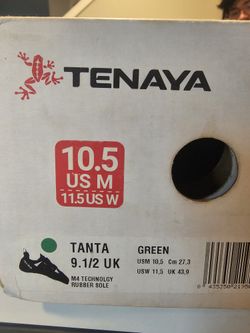 TENAYA
10.5
US M
11.5 US W
TANTA
9.1/2 UK
M4 TECHNOLGY
RUBBER SOLE
GREEN
USM 10,5 Cm 27,3
USW 11,5 UK 43,9